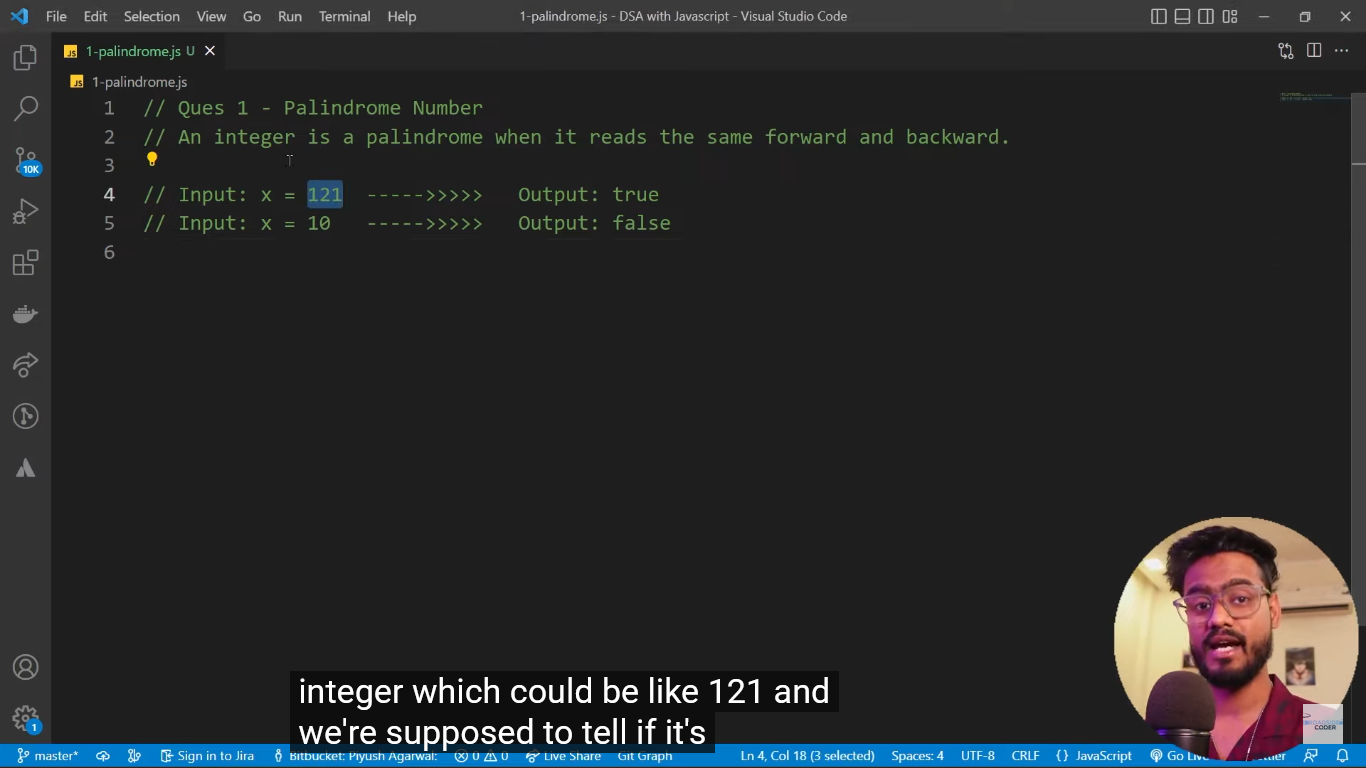 File Edit Selection View Go Run Terminal Help
1-palindrome.js - DSA with Javascript - Visual Studio Code
JS 1-palindrome.js U
JS 1-palindrome.js
1 // Ques 1 - Palindrome Number
2 // An integer is a palindrome when it reads the same forward and backward.
3
4 // Input: x = 121 ----->>>>> Output: true
5 // Input: x = 10 ----->>>>> Output: false
6
10K
1
integer which could be like 121 and
we're supposed to tell if it's
ROADSIDE
CODER
master* Sign in to Jira Bitbucket: Piyush Agarwal: 0 0 Live Share Git Graph Ln 4, Col 18 (3 selected) Spaces: 4 UTF-8 CRLF {} JavaScript Go Live